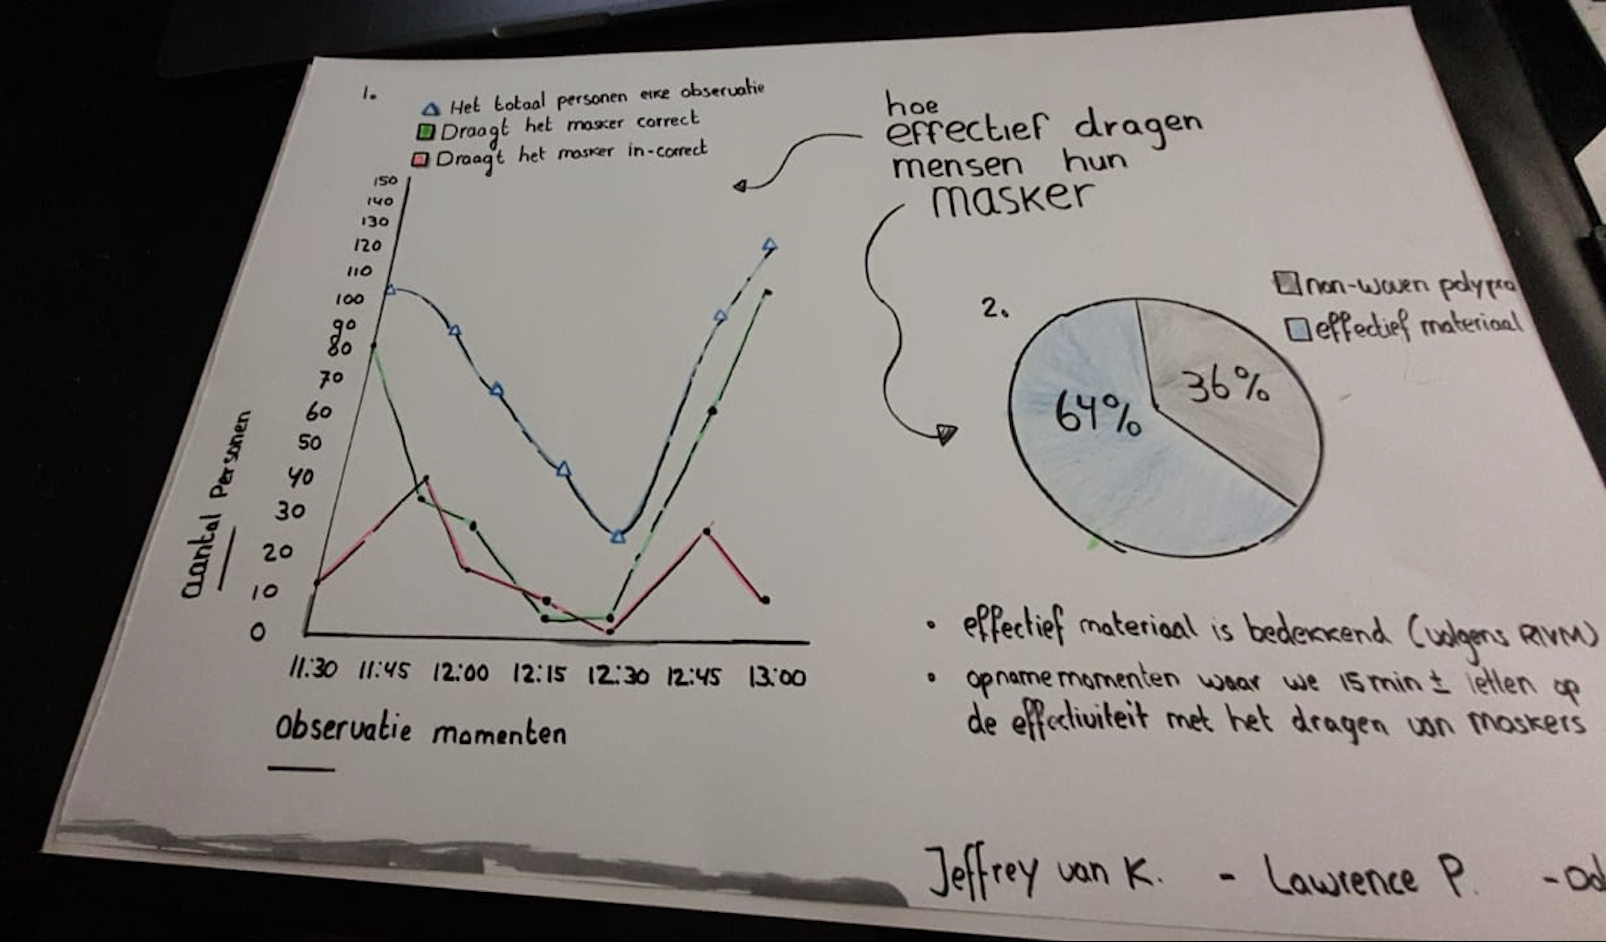 1.
Het totaal personen elke observatie
Draagt het masker correct
Draagt het masker in-correct
hoe
effectief dragen
mensen hun
masker
150
140
130
120
110
100
90
80
70
60
50
40
30
20
10
0
Aantal Personen
11:30 11:45 12:00 12:15 12:30 12:45 13:00
Observatie momenten
2.
non-woven polypro
effectief materiaal
64%
36%
• effectief materiaal is bedekkend (volgens RIVM)
• opname momenten waar we 15 min ± letten op
de effectiviteit met het dragen van maskers
Jeffrey van K. - Lawrence P. -